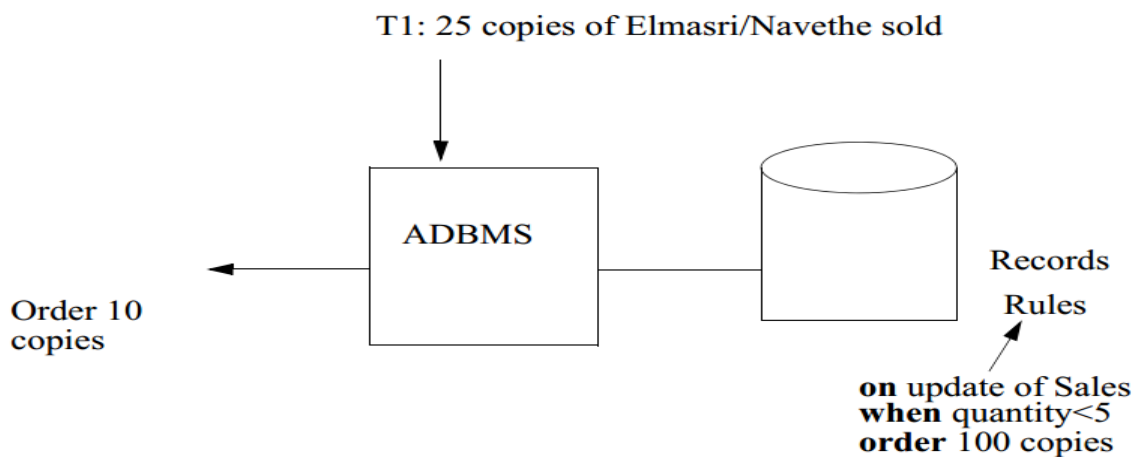 T1: 25 copies of Elmasri/Navethe sold
ADBMS
Order 10
copies
Records
Rules
on update of Sales
when quantity<5
order 100 copies